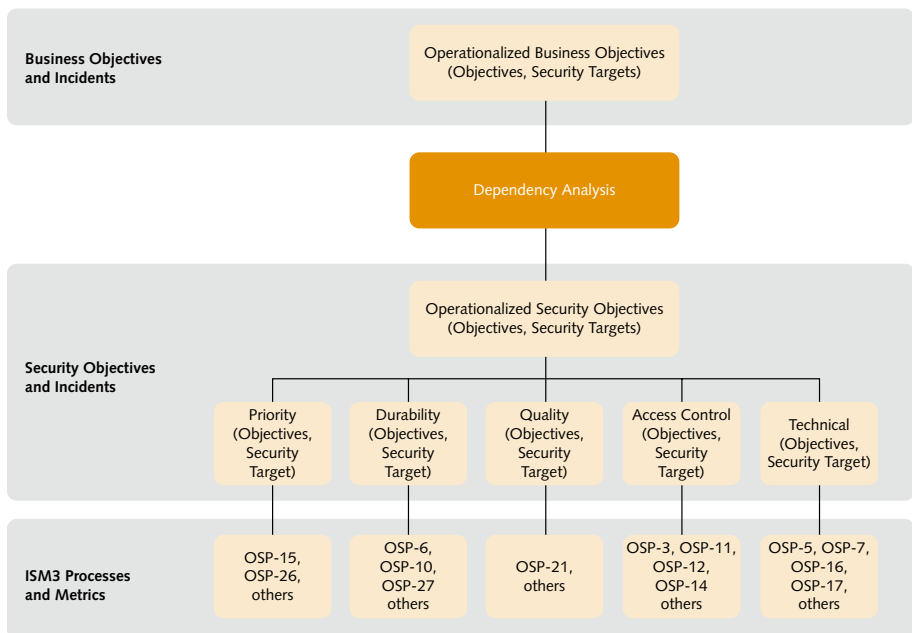 Business Objectives
and Incidents
Operationalized Business Objectives
(Objectives, Security Targets)
Dependency Analysis
Operationalized Security Objectives
(Objectives, Security Targets)
Security Objectives
and Incidents
Priority
(Objectives,
Security
Target)
Durability
(Objectives,
Security
Target)
Quality
(Objectives,
Security
Target)
Access Control
(Objectives,
Security
Target)
Technical
(Objectives,
Security Target)
ISM3 Processes
and Metrics
OSP-15,
OSP-26,
others
OSP-6,
OSP-10,
OSP-27
others
OSP-21,
others
OSP-3, OSP-11,
OSP-12,
OSP-14
others
OSP-5, OSP-7,
OSP-16,
OSP-17,
others